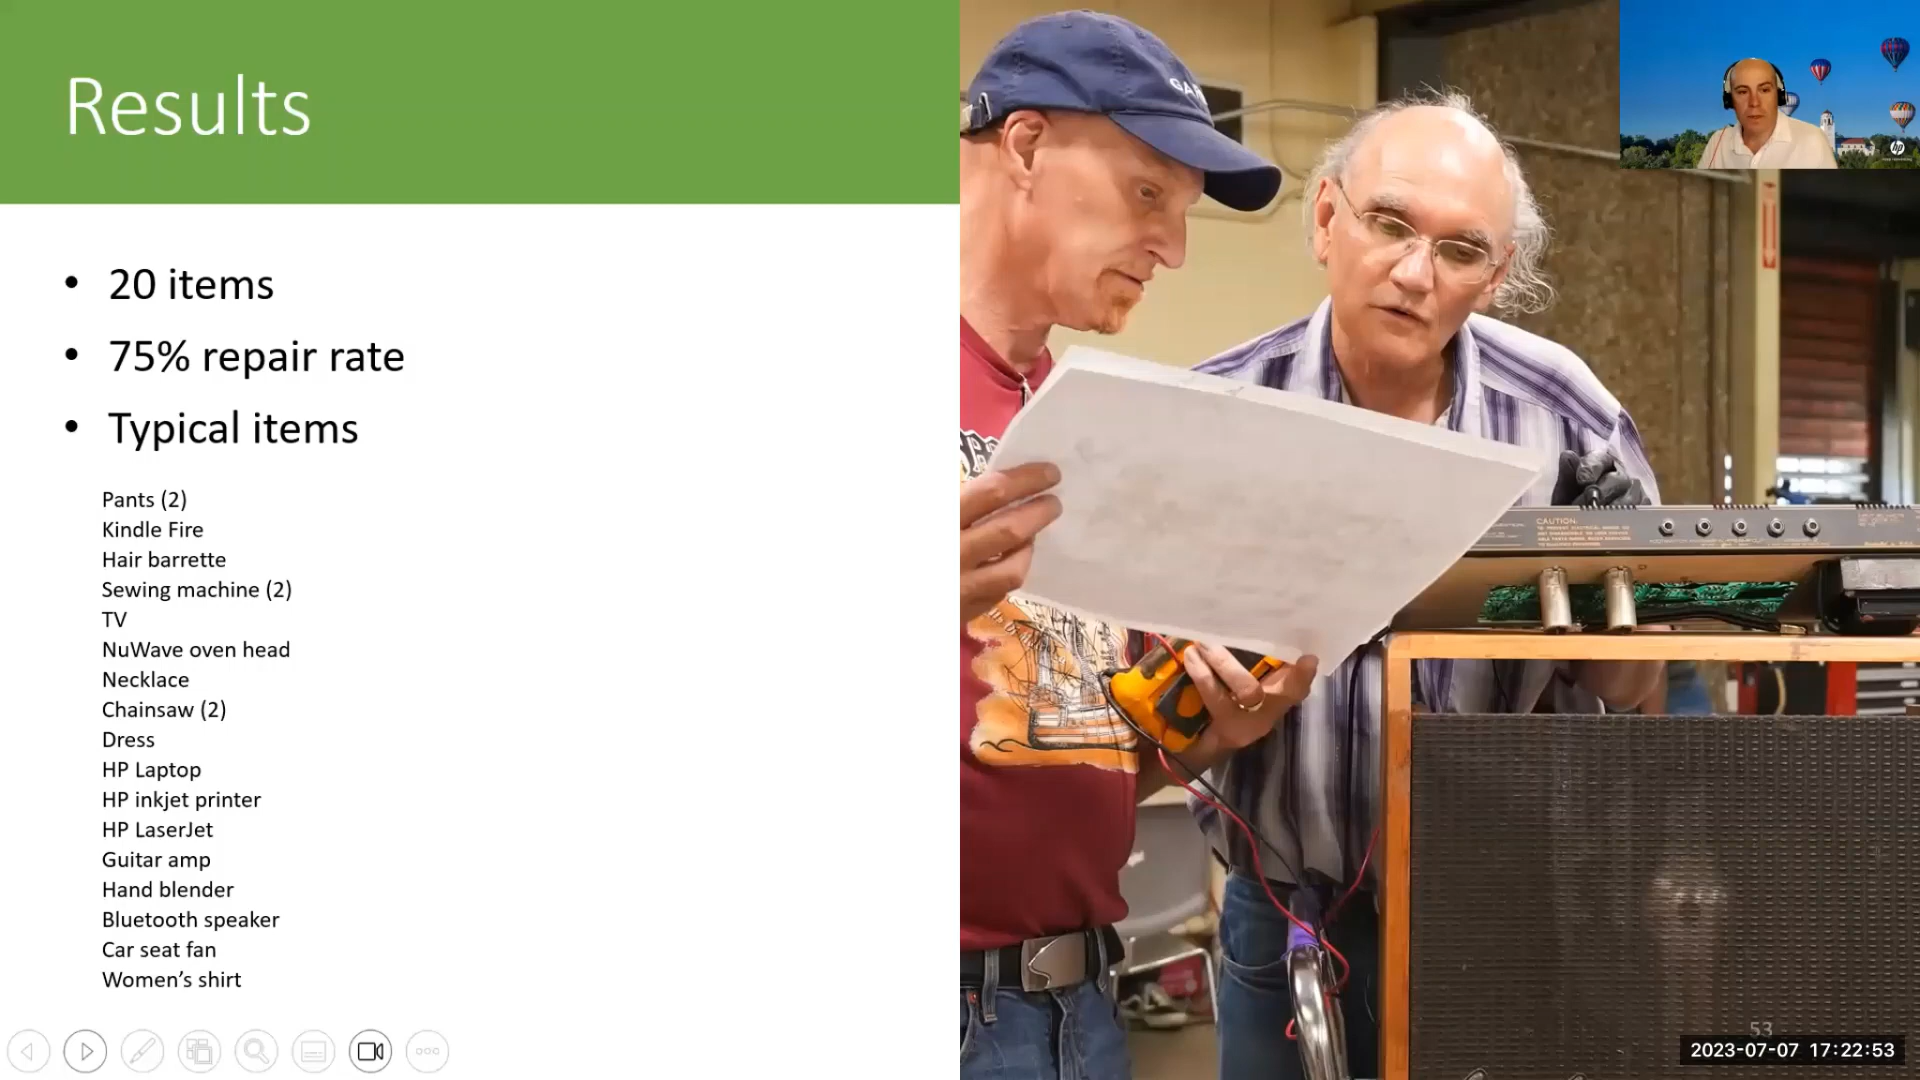 Results
• 20 items
• 75% repair rate
• Typical items
Pants (2)
Kindle Fire
Hair barrette
Sewing machine (2)
TV
NuWave oven head
Necklace
Chainsaw (2)
Dress
HP Laptop
HP inkjet printer
HP LaserJet
Guitar amp
Hand blender
Bluetooth speaker
Car seat fan
Women’s shirt
hp
CAUTION:
53
2023-07-07 17:22:53